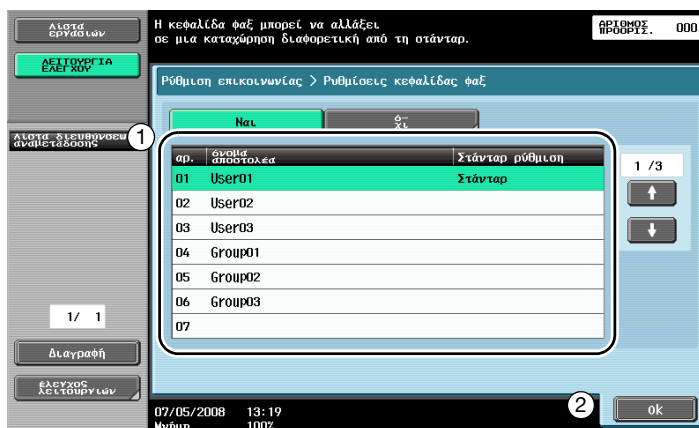 Λίστα
εργασιών
Η κεφαλίδα φαξ μπορεί να αλλάξει
σε μια καταχώρηση διαφορετική από τη στάνταρ.
ΑΡΙΘΜΟΣ
ΠΡΟΟΡΙΣ. 000
ΛΕΙΤΟΥΡΓΙΑ
ΕΛΕΓΧΟΥ
Ρύθμιση επικοινωνίας > Ρυθμίσεις κεφαλίδας φαξ
Ναι
ό-
χι
Λίστα διευθύνσεω
αναμετάδοσης
1
αρ. όνομα
αποστολέα Στάνταρ ρύθμιση
01 User01 Στάνταρ
02 User02
03 User03
04 Group01
05 Group02
06 Group03
07
1 /3
1/ 1
Διαγραφή
έλεγχος
λειτουργιών
2
ok
07/05/2008 13:19
Μνήμη 100%